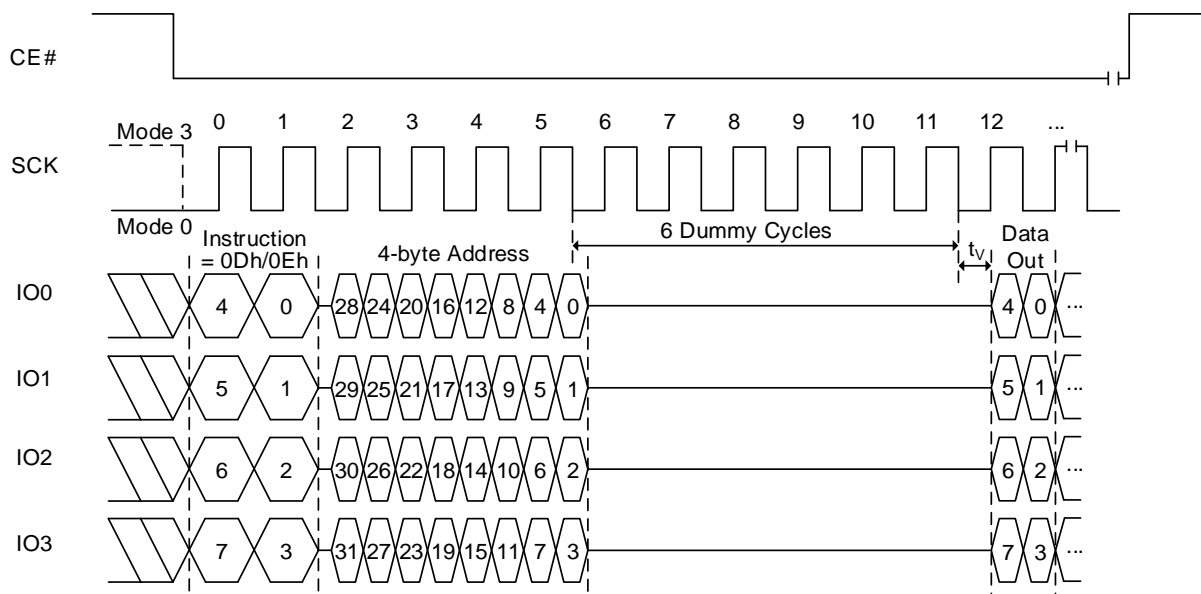 CE#
0 1 2 3 4 5 6 7 8 9 10 11 12 ...
Mode 3
SCK
Mode 0
Instruction
= 0Dh/0Eh
4-byte Address
6 Dummy Cycles
tV
Data
Out
IO0 4 0 28 24 20 16 12 8 4 0 4 0 ...
IO1 5 1 29 25 21 17 13 9 5 1 5 1 ...
IO2 6 2 30 26 22 18 14 10 6 2 6 2 ...
IO3 7 3 31 27 23 19 15 11 7 3 7 3 ...